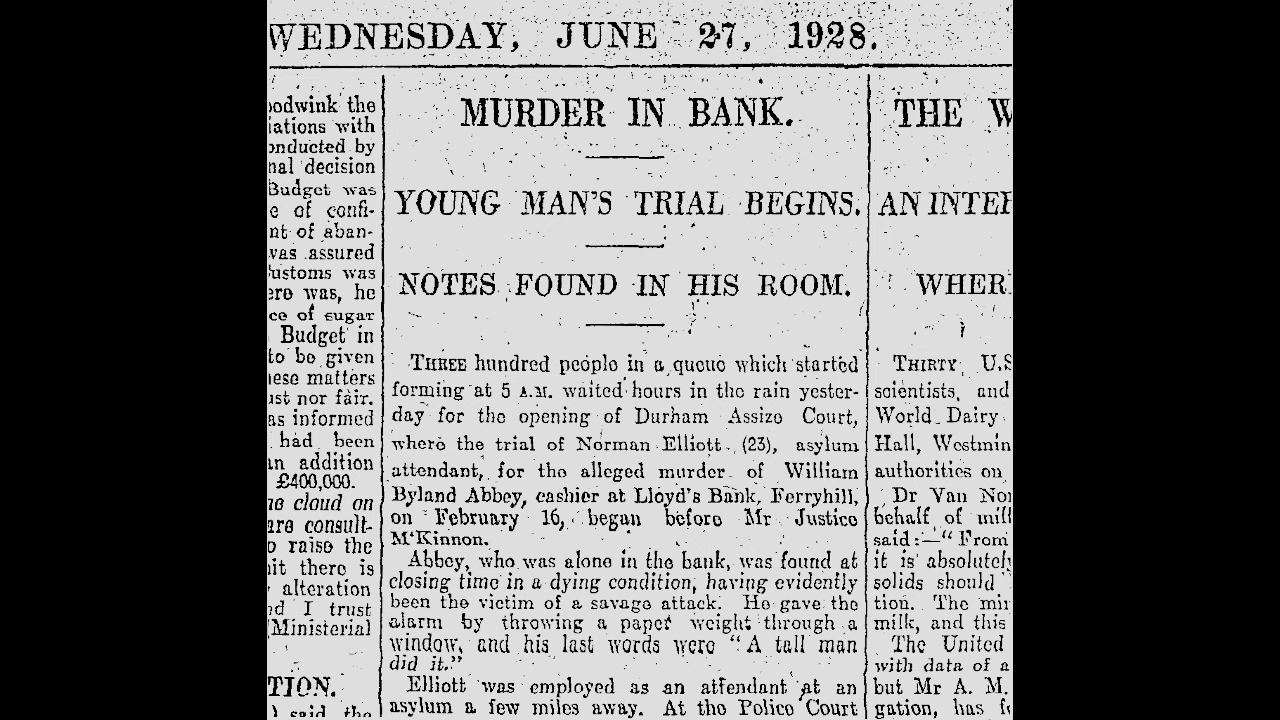 WEDNESDAY, JUNE 27, 1928.
odwink the
ations with
onducted by
nal decision
Budget was
e of confi-
nt of aban-
was assured
Customs was
ere was, he
ce of sugar
Budget in
to be given
hese matters
ust nor fair.
as informed
had been
an addition
£400,000.
ne cloud on
are consult-
o raise the
it there is
alteration
nd I trust
Ministerial
TION.
) said the
MURDER IN BANK.
YOUNG MAN'S TRIAL BEGINS.
NOTES FOUND IN HIS ROOM.
THREE hundred people in a queue which started
forming at 5 A.M. waited hours in the rain yester-
day for the opening of Durham Assize Court,
where the trial of Norman Elliott (23), asylum
attendant, for the alleged murder of William
Byland Abbey, cashier at Lloyd's Bank, Ferryhill,
on February 16, began before Mr Justice
M'Kinnon.
Abbey, who was alone in the bank, was found at
closing time in a dying condition, having evidently
been the victim of a savage attack. He gave the
alarm by throwing a paper weight through a
window, and his last words were "A tall man
did it."
Elliott was employed as an attendant at an
asylum a few miles away. At the Police Court
THE W
AN INTER
WHER
THIRTY U.S
scientists, and
World Dairy
Hall, Westmin
authorities on
Dr Van Nor
behalf of mil
said:—"From
it is absolutely
solids should
tion. The min
milk, and this
The United
with data of a
but Mr A. M.
gation, has f